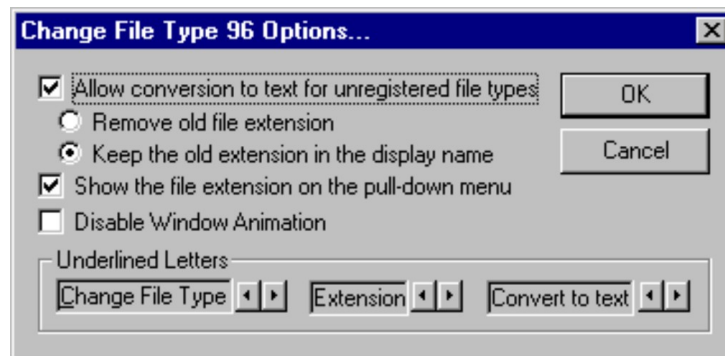 Change File Type 96 Options...
Allow conversion to text for unregistered file types
OK
Remove old file extension
Keep the old extension in the display name
Cancel
Show the file extension on the pull-down menu
Disable Window Animation
Underlined Letters
Change File Type
Extension
Convert to text